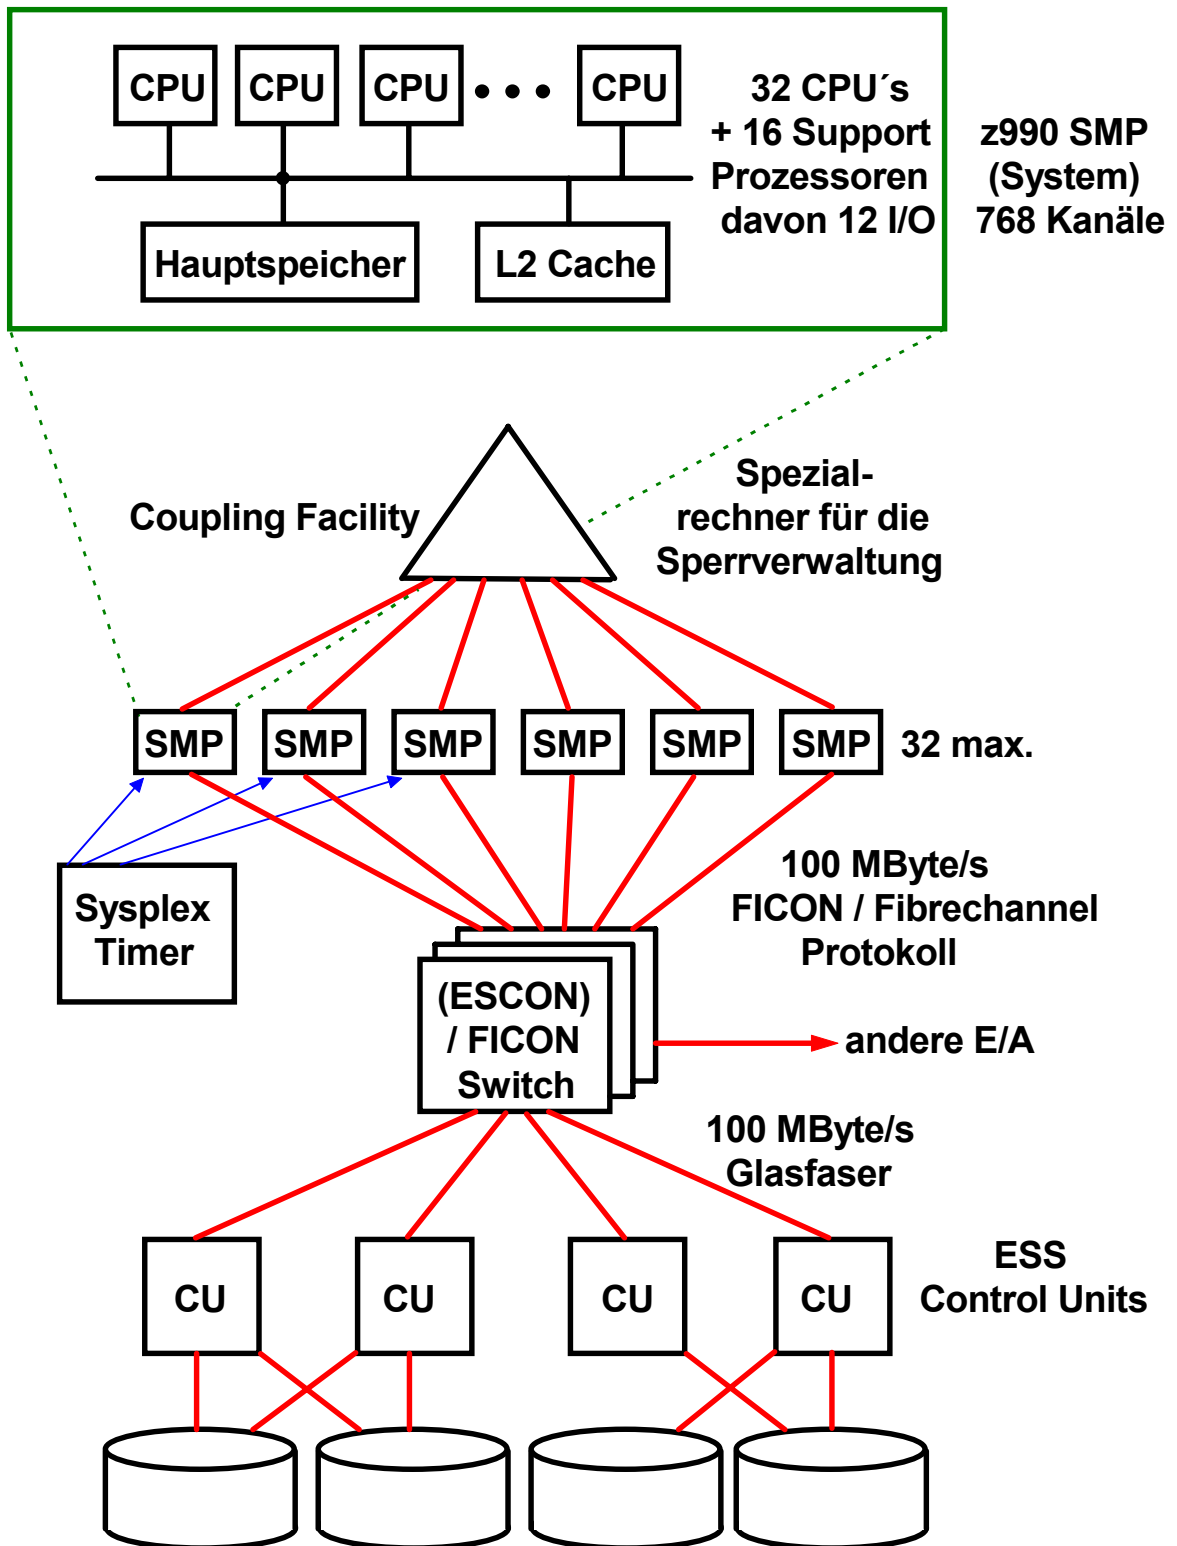 CPU CPU CPU CPU
32 CPU´s
+ 16 Support
Prozessoren
davon 12 I/O
z990 SMP
(System)
768 Kanäle
Hauptspeicher
L2 Cache
Coupling Facility
Spezial-
rechner für die
Sperrverwaltung
SMP SMP SMP SMP SMP SMP
32 max.
Sysplex
Timer
100 MByte/s
FICON / Fibrechannel
Protokoll
(ESCON)
/ FICON
Switch
andere E/A
100 MByte/s
Glasfaser
CU CU CU CU
ESS
Control Units